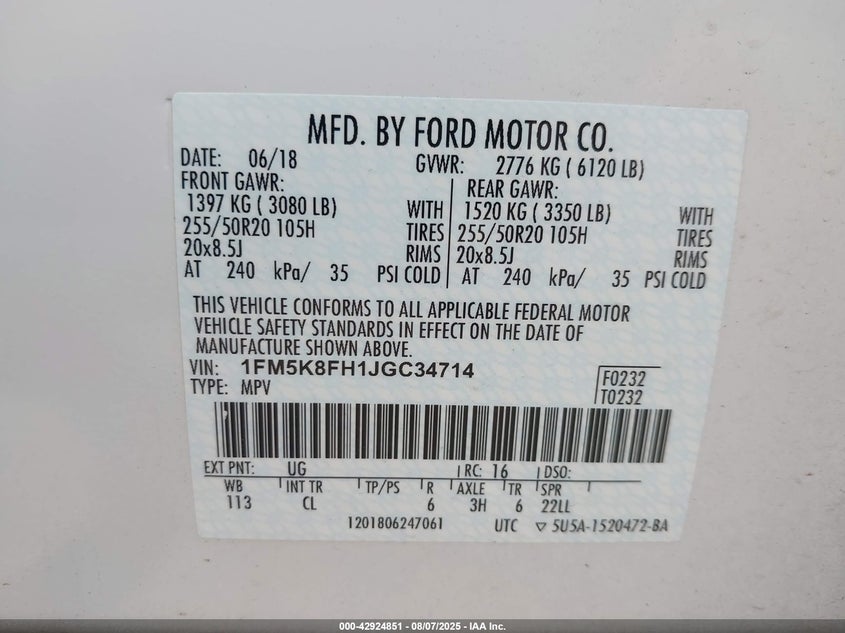 MFD. BY FORD MOTOR CO.
DATE: 06/18 GVWR: 2776 KG ( 6120 LB)
FRONT GAWR: REAR GAWR:
1397 KG ( 3080 LB) WITH 1520 KG ( 3350 LB) WITH
255/50R20 105H TIRES 255/50R20 105H TIRES
20x8.5J RIMS 20x8.5J RIMS
AT 240 kPa/ 35 PSI COLD AT 240 kPa/ 35 PSI COLD
THIS VEHICLE CONFORMS TO ALL APPLICABLE FEDERAL MOTOR
VEHICLE SAFETY STANDARDS IN EFFECT ON THE DATE OF
MANUFACTURE SHOWN ABOVE.
VIN: 1FM5K8FH1JGC34714
TYPE: MPV
F0232
T0232
EXT PNT: UG RC: 16 DSO:
WB INT TR TP/PS R AXLE TR SPR
113 CL 6 3H 6 22LL
1201806247061 UTC ▽ 5U5A-1520472-BA
000-42924851 - 08/07/2025 - IAA Inc.